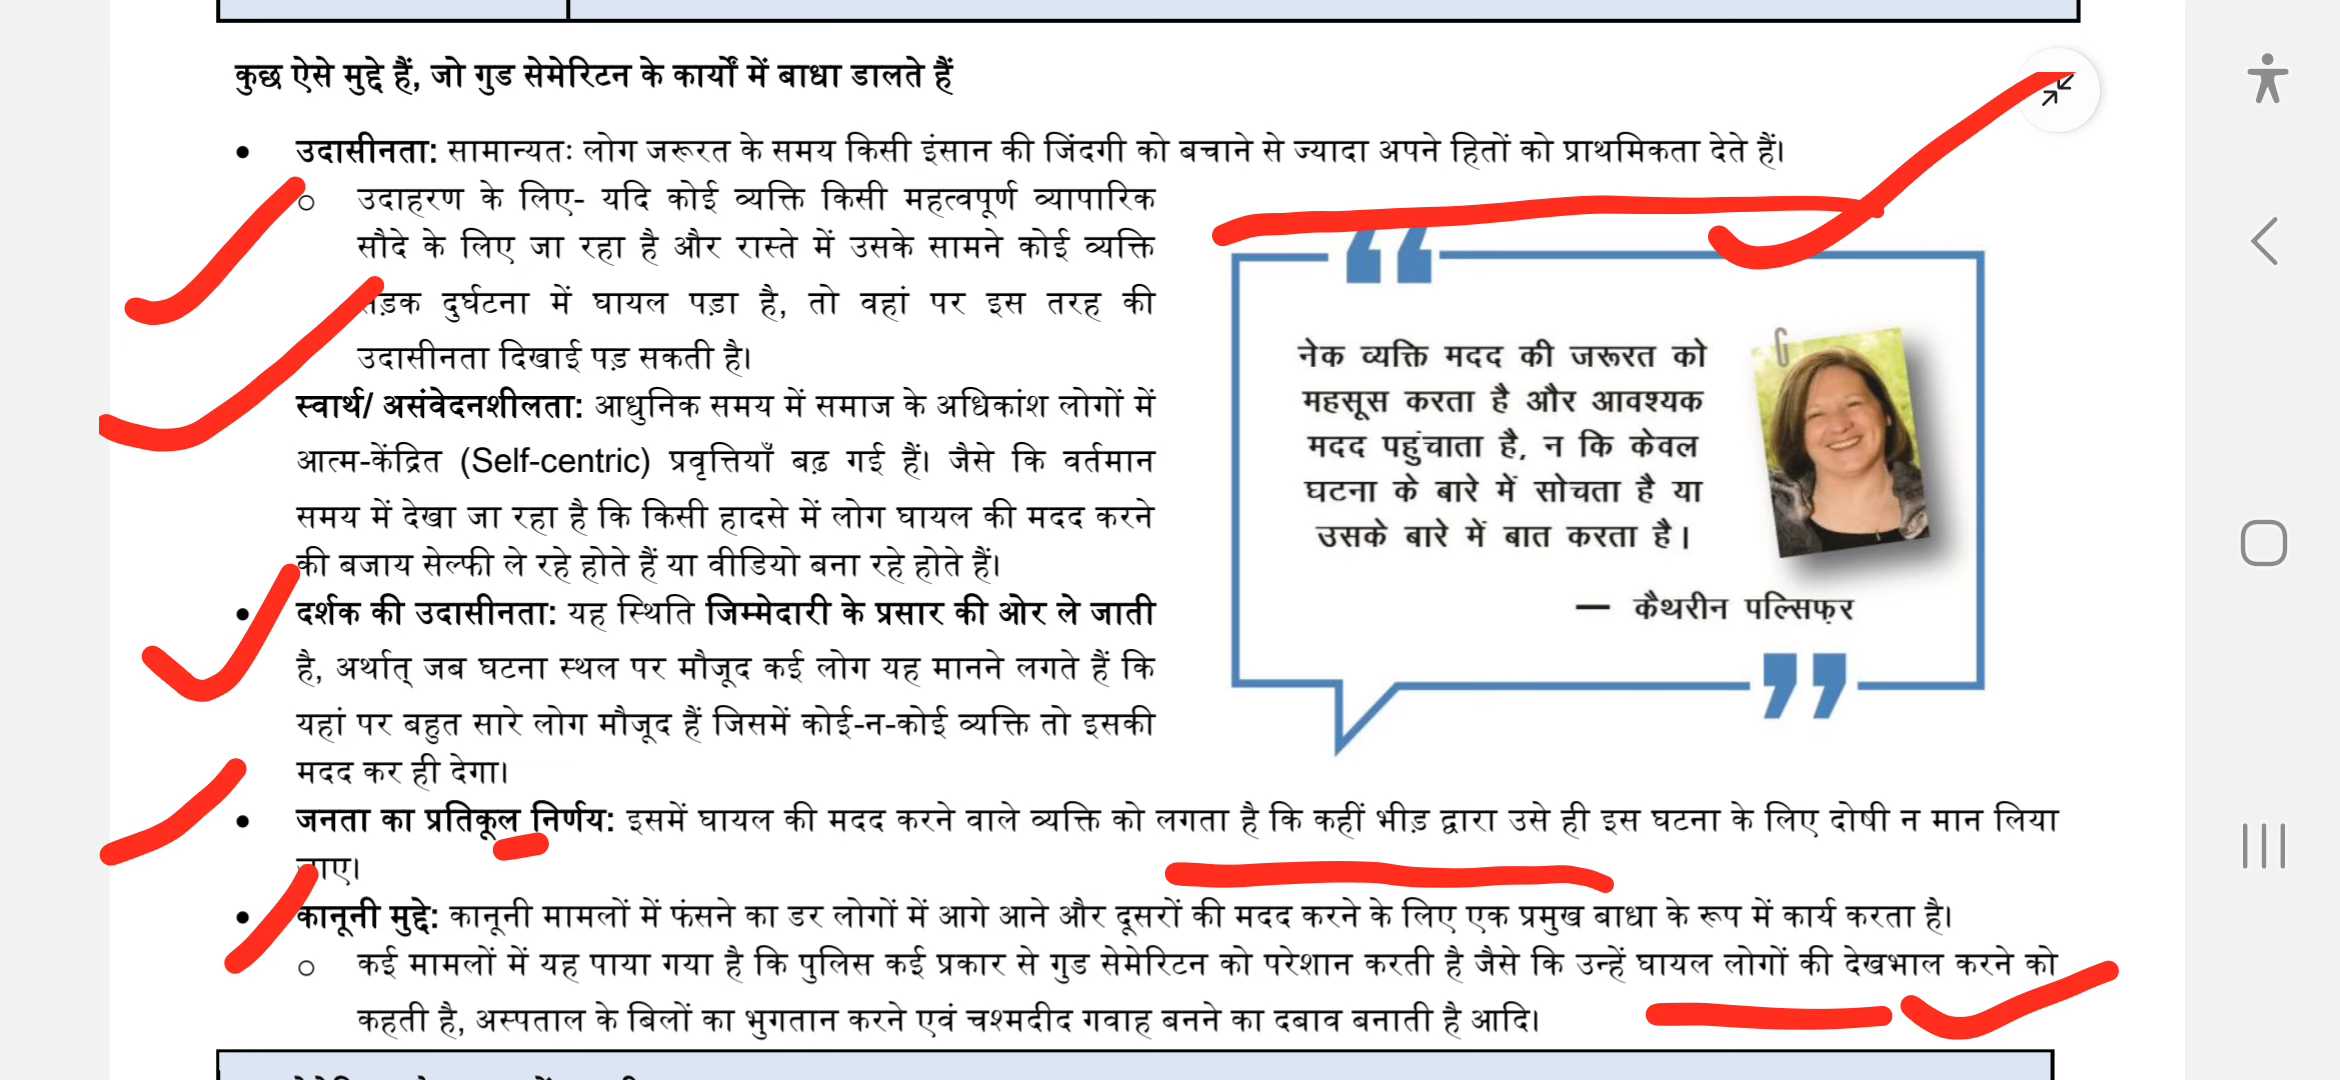 कुछ ऐसे मुद्दे हैं, जो गुड सेमेरिटन के कार्यों में बाधा डालते हैं
• उदासीनता: सामान्यतः लोग जरूरत के समय किसी इंसान की जिंदगी को बचाने से ज्यादा अपने हितों को प्राथमिकता देते हैं।
○ उदाहरण के लिए- यदि कोई व्यक्ति किसी महत्वपूर्ण व्यापारिक
सौदे के लिए जा रहा है और रास्ते में उसके सामने कोई व्यक्ति
सड़क दुर्घटना में घायल पड़ा है, तो वहां पर इस तरह की
उदासीनता दिखाई पड़ सकती है।
स्वार्थ/ असंवेदनशीलता: आधुनिक समय में समाज के अधिकांश लोगों में
आत्म-केंद्रित (Self-centric) प्रवृत्तियाँ बढ़ गई हैं। जैसे कि वर्तमान
समय में देखा जा रहा है कि किसी हादसे में लोग घायल की मदद करने
की बजाय सेल्फी ले रहे होते हैं या वीडियो बना रहे होते हैं।
• दर्शक की उदासीनता: यह स्थिति जिम्मेदारी के प्रसार की ओर ले जाती
है, अर्थात् जब घटना स्थल पर मौजूद कई लोग यह मानने लगते हैं कि
यहां पर बहुत सारे लोग मौजूद हैं जिसमें कोई-न-कोई व्यक्ति तो इसकी
मदद कर ही देगा।
“
नेक व्यक्ति मदद की जरूरत को
महसूस करता है और आवश्यक
मदद पहुंचाता है, न कि केवल
घटना के बारे में सोचता है या
उसके बारे में बात करता है।
— कैथरीन पल्सिफ़र
”
• जनता का प्रतिकूल निर्णय: इसमें घायल की मदद करने वाले व्यक्ति को लगता है कि कहीं भीड़ द्वारा उसे ही इस घटना के लिए दोषी न मान लिया
जाए।
• कानूनी मुद्दे: कानूनी मामलों में फंसने का डर लोगों में आगे आने और दूसरों की मदद करने के लिए एक प्रमुख बाधा के रूप में कार्य करता है।
○ कई मामलों में यह पाया गया है कि पुलिस कई प्रकार से गुड सेमेरिटन को परेशान करती है जैसे कि उन्हें घायल लोगों की देखभाल करने को
कहती है, अस्पताल के बिलों का भुगतान करने एवं चश्मदीद गवाह बनने का दबाव बनाती है आदि।